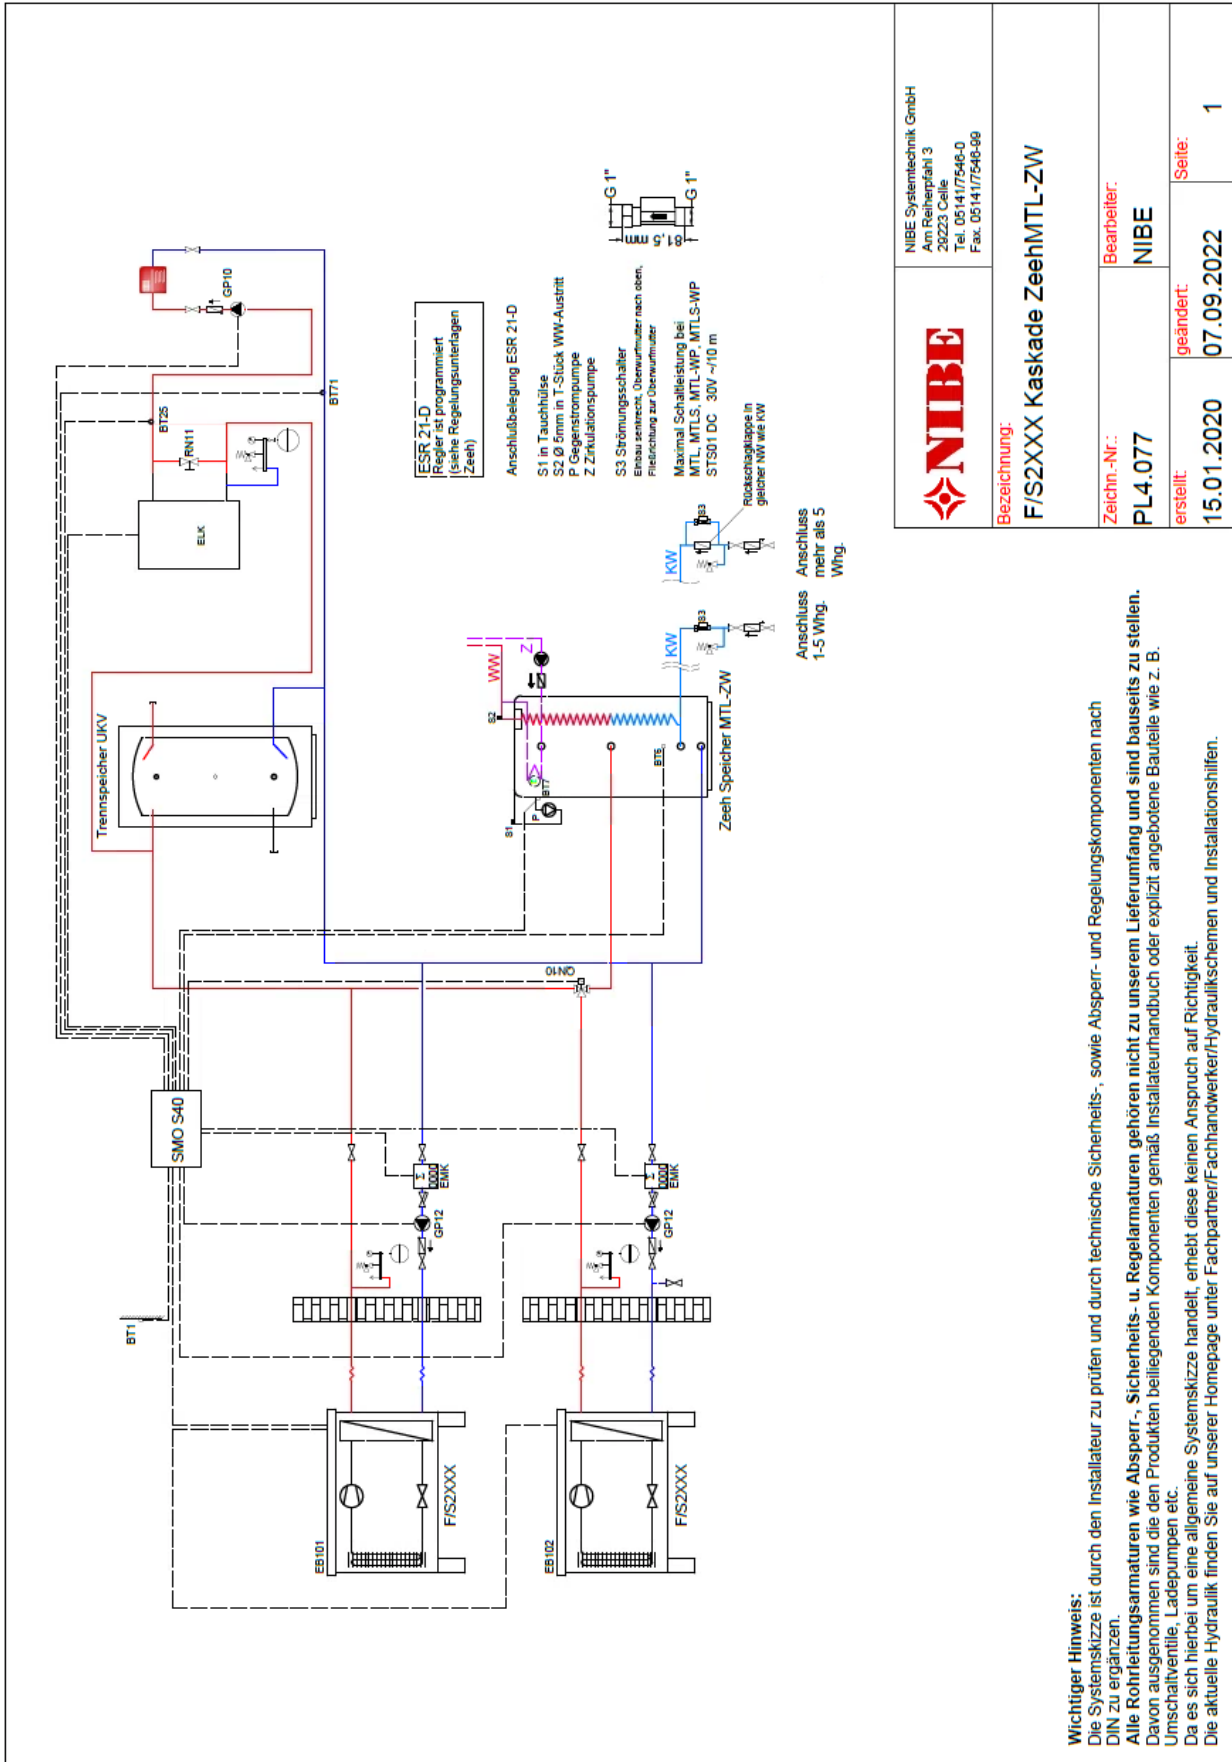 BT1
SMO S40
EB101
F/S2XXX
EB102
F/S2XXX
GP12
EMK
Σ
0000
GP12
EMK
Σ
0000
QN10
Trennspeicher UKV
ELK
RN11
BT25
GP10
BT71
S1
P
BT7
S2
WW
Z
BT6
Zeeh Speicher MTL-ZW
KW
S3
Anschluss
1-5 Whg.
KW
S3
Rückschlagklappe in
gleicher NW wie KW
Anschluss
mehr als 5
Whg.
ESR 21-D
Regler ist programmiert
(siehe Regelungsunterlagen
Zeeh)
Anschlußbelegung ESR 21-D
S1 in Tauchhülse
S2 Ø 5mm in T-Stück WW-Austritt
P Gegenstrompumpe
Z Zirkulationspumpe
S3 Strömungsschalter
Einbau senkrecht, Überwurfmutter nach oben,
Fließrichtung zur Überwurfmutter
Maximal Schaltleistung bei
MTL, MTLS, MTL-WP, MTLS-WP
STS01 DC 30V ~/10 m
G 1"
81,5 mm
G 1"
Wichtiger Hinweis:
Die Systemskizze ist durch den Installateur zu prüfen und durch technische Sicherheits-, sowie Absperr- und Regelungskomponenten nach
DIN zu ergänzen.
Alle Rohrleitungsarmaturen wie Absperr-, Sicherheits- u. Regelarmaturen gehören nicht zu unserem Lieferumfang und sind bauseits zu stellen.
Davon ausgenommen sind die den Produkten beiliegenden Komponenten gemäß Installateurhandbuch oder explizit angebotene Bauteile wie z. B.
Umschaltventile, Ladepumpen etc.
Da es sich hierbei um eine allgemeine Systemskizze handelt, erhebt diese keinen Anspruch auf Richtigkeit.
Die aktuelle Hydraulik finden Sie auf unserer Homepage unter Fachpartner/Fachhandwerker/Hydraulikschemen und Installationshilfen.
NIBE
NIBE Systemtechnik GmbH
Am Reiherpfahl 3
29223 Celle
Tel. 05141/7546-0
Fax. 05141/7546-99
Bezeichnung:
F/S2XXX Kaskade ZeehMTL-ZW
Zeichn.-Nr.:
PL4.077
Bearbeiter:
NIBE
erstellt:
15.01.2020
geändert:
07.09.2022
Seite:
1